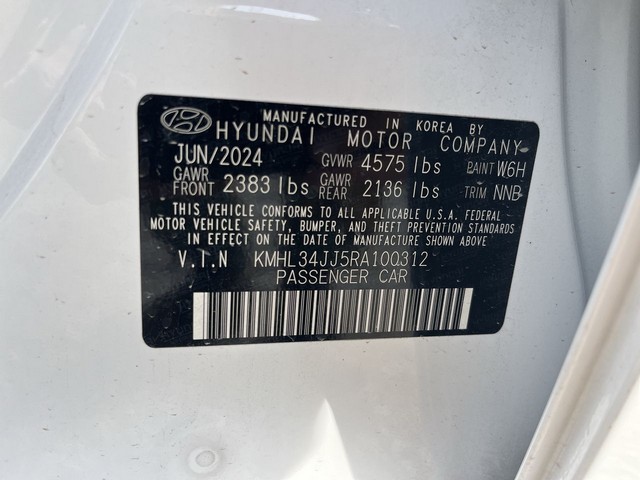 MANUFACTURED IN KOREA BY
HYUNDAI MOTOR COMPANY
JUN/2024 GVWR 4575 lbs PAINT W6H
GAWR FRONT 2383 lbs GAWR REAR 2136 lbs TRIM NNB
THIS VEHICLE CONFORMS TO ALL APPLICABLE U.S.A. FEDERAL
MOTOR VEHICLE SAFETY, BUMPER, AND THEFT PREVENTION STANDARDS
IN EFFECT ON THE DATE OF MANUFACTURE SHOWN ABOVE.
V.I.N KMHL34JJ5RA100312
PASSENGER CAR